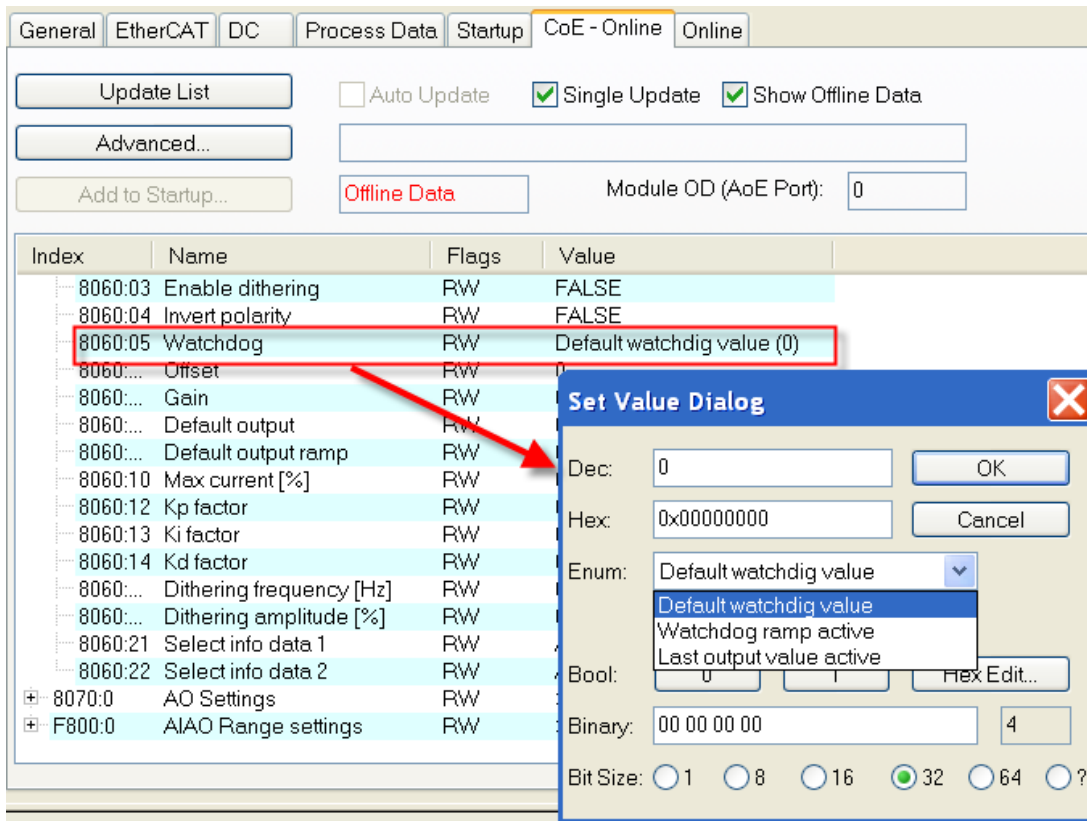 General EtherCAT DC Process Data Startup CoE - Online Online
Update List Auto Update Single Update Show Offline Data
Advanced...
Add to Startup... Offline Data Module OD (AoE Port): 0
Index Name Flags Value
8060:03 Enable dithering RW FALSE
8060:04 Invert polarity RW FALSE
8060:05 Watchdog RW Default watchdig value (0)
8060:... Offset RW 0
8060:... Gain RW
8060:... Default output RW
8060:... Default output ramp RW
8060:10 Max current [%] RW
8060:12 Kp factor RW
8060:13 Ki factor RW
8060:14 Kd factor RW
8060:... Dithering frequency [Hz] RW
8060:... Dithering amplitude [%] RW
8060:21 Select info data 1 RW
8060:22 Select info data 2 RW
8070:0 AO Settings RW
F800:0 AIAO Range settings RW
Set Value Dialog
Dec: 0 OK
Hex: 0x00000000 Cancel
Enum: Default watchdig value
Default watchdig value
Watchdog ramp active
Last output value active
Bool: 0 1 Hex Edit...
Binary: 00 00 00 00 4
Bit Size: 1 8 16 32 64 ?